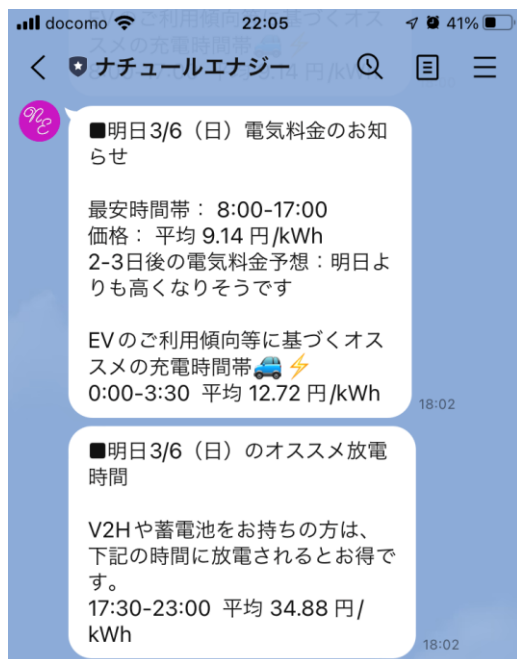 docomo 22:05 41%
ナチュールエナジー
NE
■明日3/6（日）電気料金のお知
らせ
最安時間帯： 8:00-17:00
価格： 平均 9.14 円/kWh
2-3日後の電気料金予想：明日よ
りも高くなりそうです
EVのご利用傾向等に基づくオス
スメの充電時間帯🚙⚡
0:00-3:30 平均 12.72 円/kWh
18:02
■明日3/6（日）のオススメ放電
時間
V2Hや蓄電池をお持ちの方は、
下記の時間に放電されるとお得で
す。
17:30-23:00 平均 34.88 円/
kWh
18:02